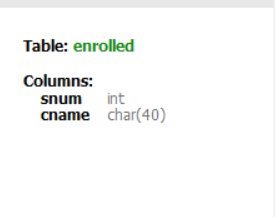 Table: enrolled
Columns:
snum int
cname char(40)